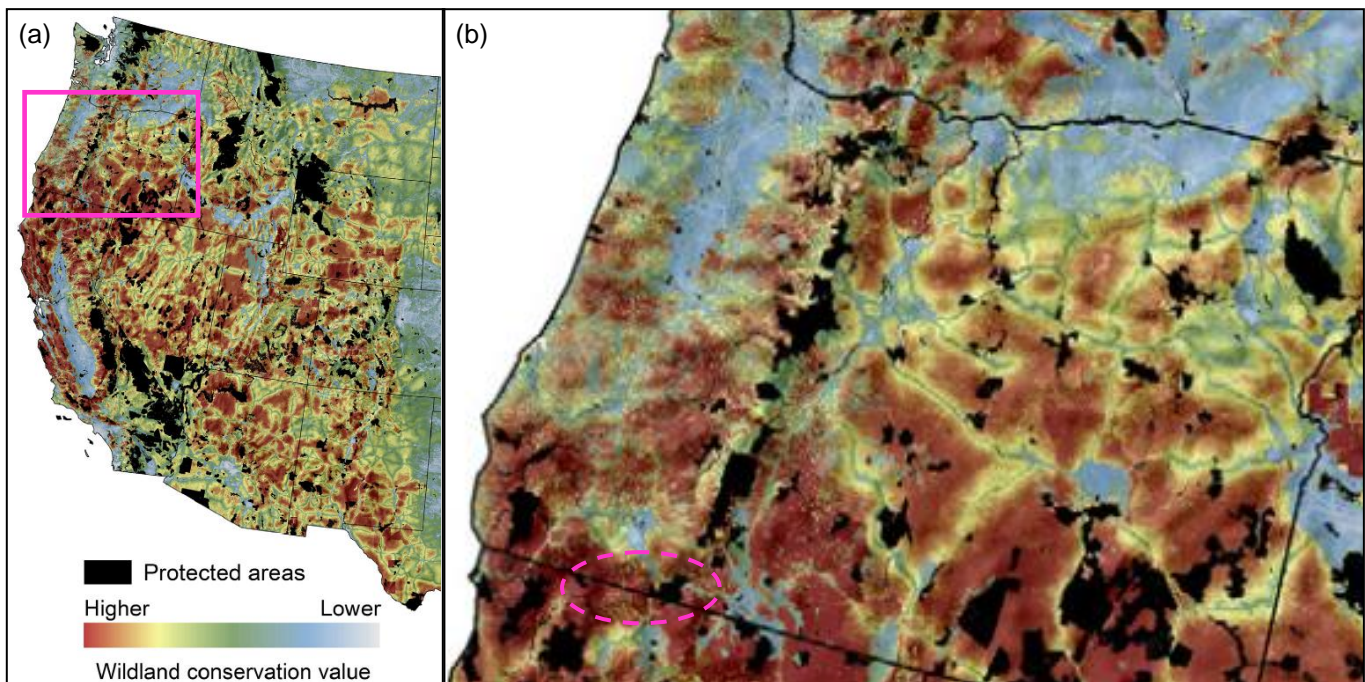 (a)
(b)
Protected areas
Higher Lower
Wildland conservation value